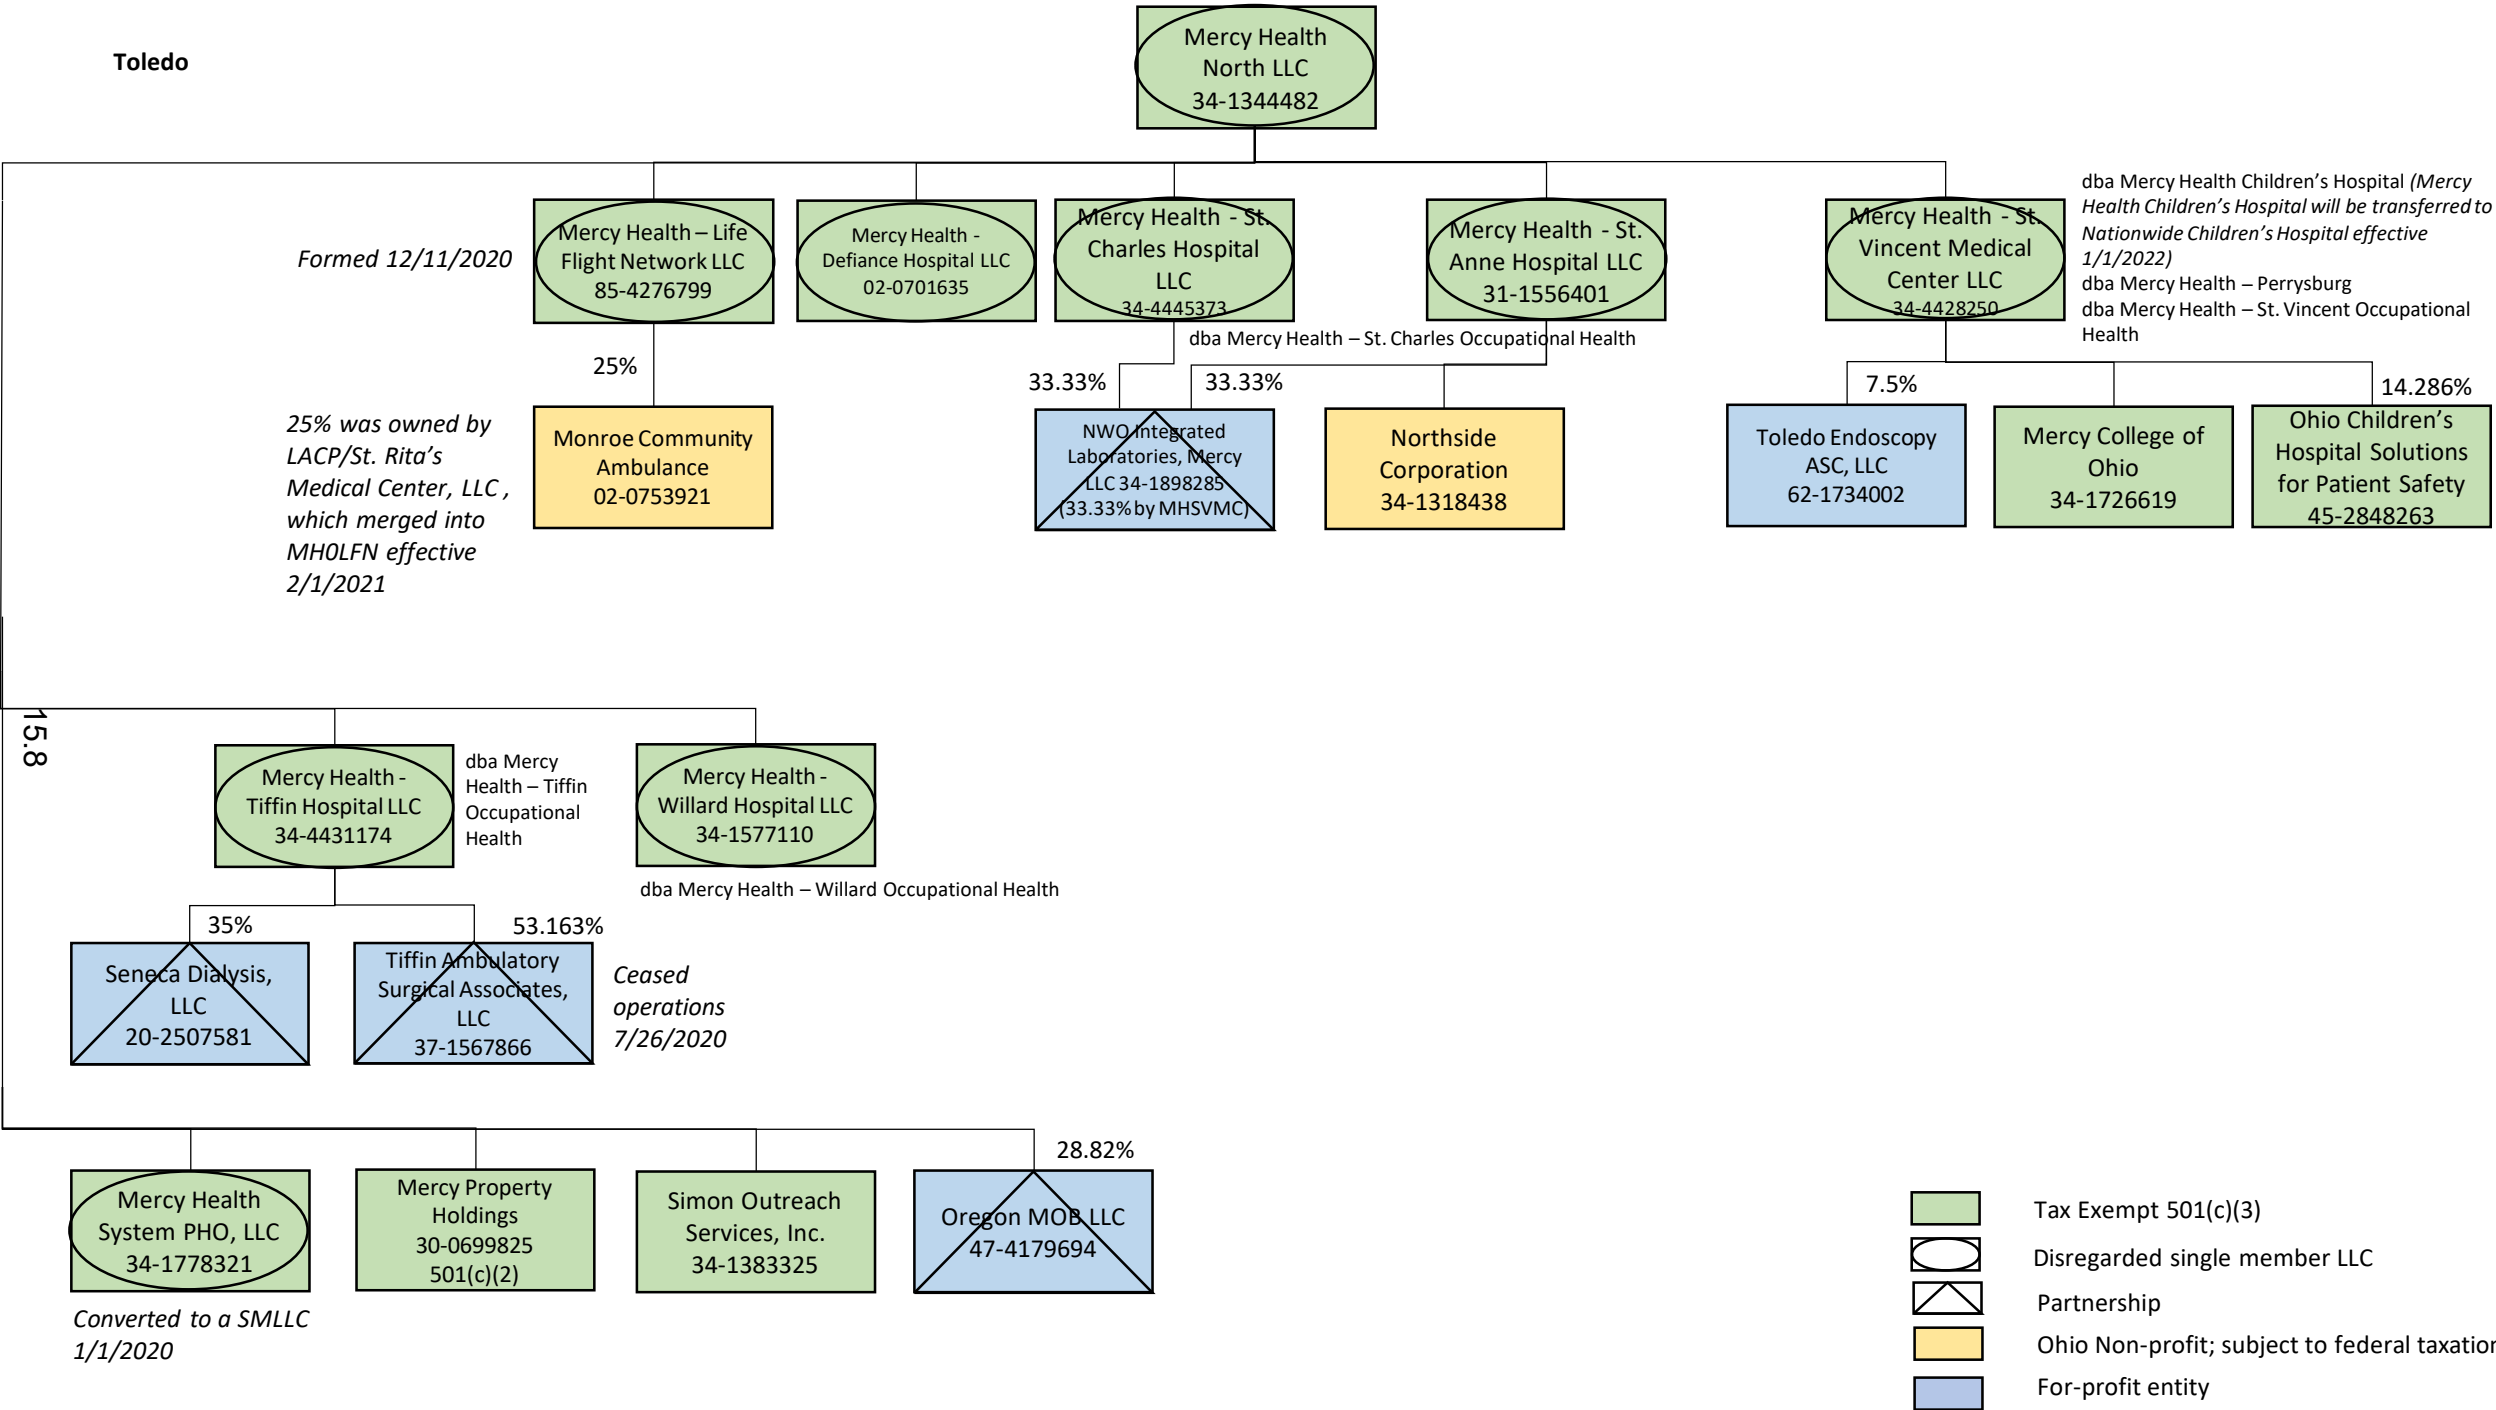 Toledo
Mercy Health
North LLC
34-1344482
Formed 12/11/2020
Mercy Health – Life
Flight Network LLC
85-4276799
Mercy Health -
Defiance Hospital LLC
02-0701635
Mercy Health - St.
Charles Hospital
LLC
34-4445373
dba Mercy Health – St. Charles Occupational Health
Mercy Health - St.
Anne Hospital LLC
31-1556401
Mercy Health - St.
Vincent Medical
Center LLC
34-4428250
dba Mercy Health Children’s Hospital (Mercy
Health Children’s Hospital will be transferred to
Nationwide Children’s Hospital effective
1/1/2022)
dba Mercy Health – Perrysburg
dba Mercy Health – St. Vincent Occupational
Health
25%
33.33%
33.33%
7.5%
14.286%
25% was owned by
LACP/St. Rita’s
Medical Center, LLC ,
which merged into
MH0LFN effective
2/1/2021
Monroe Community
Ambulance
02-0753921
NWO Integrated
Laboratories, Mercy
LLC 34-1898285
(33.33% by MHSVMC)
Northside
Corporation
34-1318438
Toledo Endoscopy
ASC, LLC
62-1734002
Mercy College of
Ohio
34-1726619
Ohio Children’s
Hospital Solutions
for Patient Safety
45-2848263
15.8
Mercy Health -
Tiffin Hospital LLC
34-4431174
dba Mercy
Health – Tiffin
Occupational
Health
Mercy Health -
Willard Hospital LLC
34-1577110
dba Mercy Health – Willard Occupational Health
35%
53.163%
Seneca Dialysis,
LLC
20-2507581
Tiffin Ambulatory
Surgical Associates,
LLC
37-1567866
Ceased
operations
7/26/2020
28.82%
Mercy Health
System PHO, LLC
34-1778321
Converted to a SMLLC
1/1/2020
Mercy Property
Holdings
30-0699825
501(c)(2)
Simon Outreach
Services, Inc.
34-1383325
Oregon MOB LLC
47-4179694
Tax Exempt 501(c)(3)
Disregarded single member LLC
Partnership
Ohio Non-profit; subject to federal taxation
For-profit entity